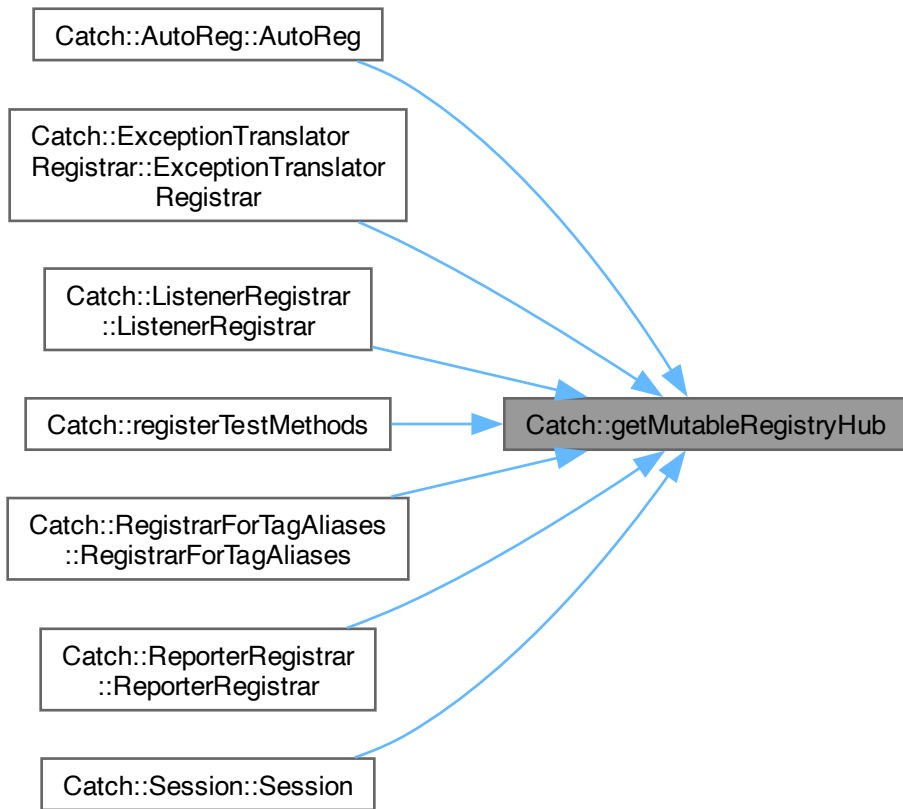 Catch::AutoReg::AutoReg
Catch::ExceptionTranslator
Registrar::ExceptionTranslator
Registrar
Catch::ListenerRegistrar
::ListenerRegistrar
Catch::registerTestMethods
Catch::getMutableRegistryHub
Catch::RegistrarForTagAliases
::RegistrarForTagAliases
Catch::ReporterRegistrar
::ReporterRegistrar
Catch::Session::Session